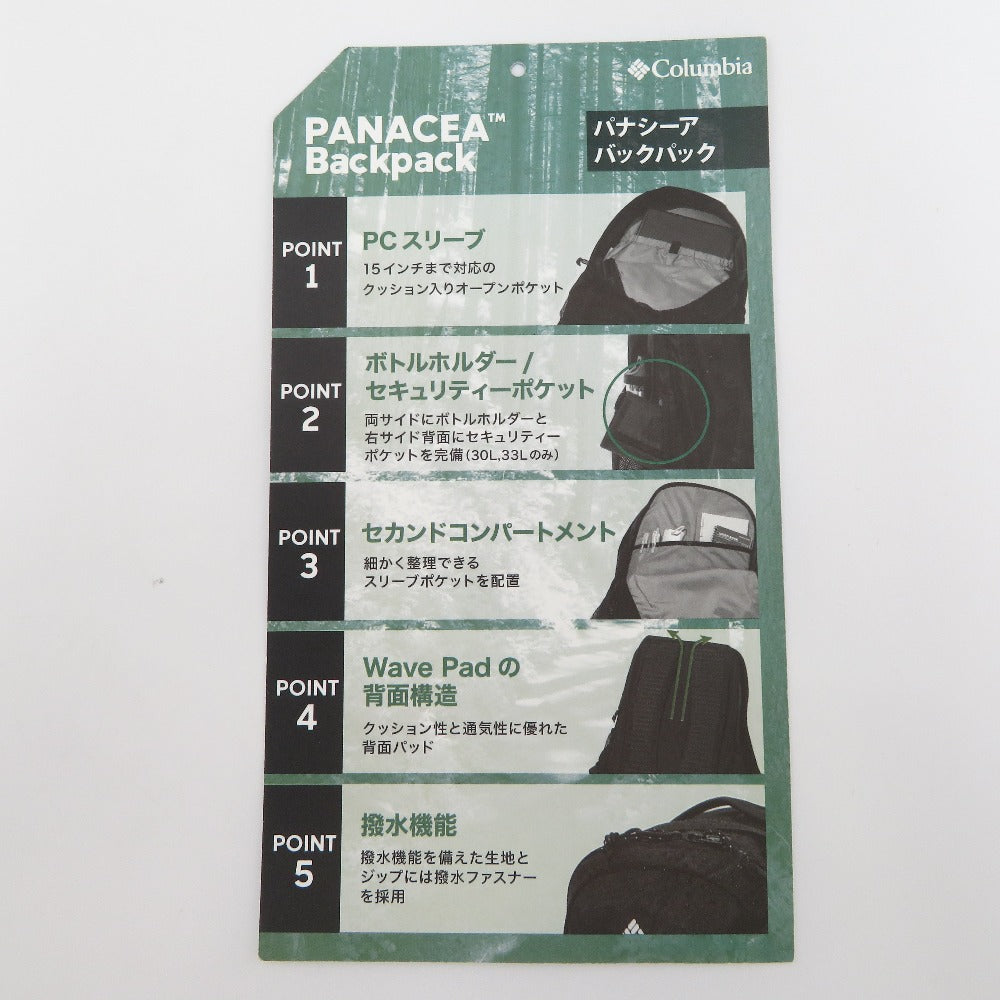 Columbia
PANACEA™
Backpack
パナシーア
バックパック
POINT
1
PCスリーブ
15インチまで対応の
クッション入りオープンポケット
POINT
2
ボトルホルダー /
セキュリティーポケット
両サイドにボトルホルダーと
右サイド背面にセキュリティー
ポケットを完備(30L,33Lのみ)
POINT
3
セカンドコンパートメント
細かく整理できる
スリーブポケットを配置
POINT
4
Wave Pad の
背面構造
クッション性と通気性に優れた
背面パッド
POINT
5
撥水機能
撥水機能を備えた生地と
ジップには撥水ファスナー
を採用